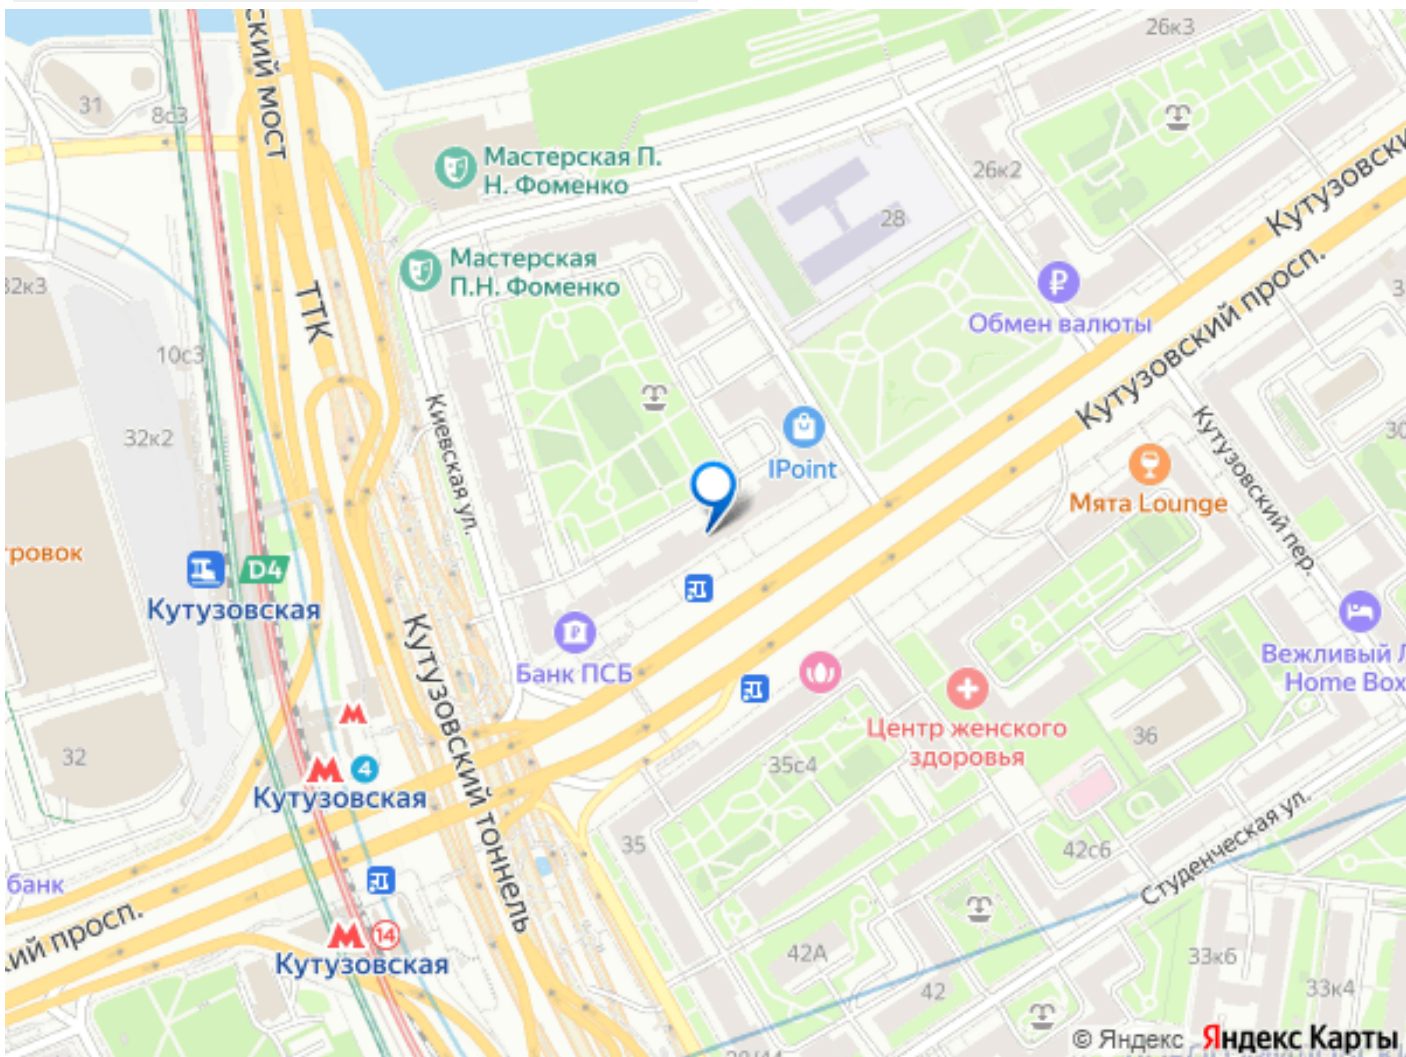 26к3
31
8с3
ский мост
Мастерская П.
Н. Фоменко
26к2
28
Кутузовски
Кутузовский просп.
Мастерская
П.Н. Фоменко
32к3
ТТК
Обмен валюты
3
10с3
32к2
Киевская ул.
IPoint
Кутузовский пер.
30
Мята Lounge
тровок
D4
Кутузовская
Кутузовский тоннель
Банк ПСБ
Вежливый Л
Home Box
Центр женского
здоровья
36
32
4
Кутузовская
35с4
35
42с6
Студенческая ул.
банк
кий просп.
14
Кутузовская
42А
42
33к6
33к4
© Яндекс Яндекс Карты